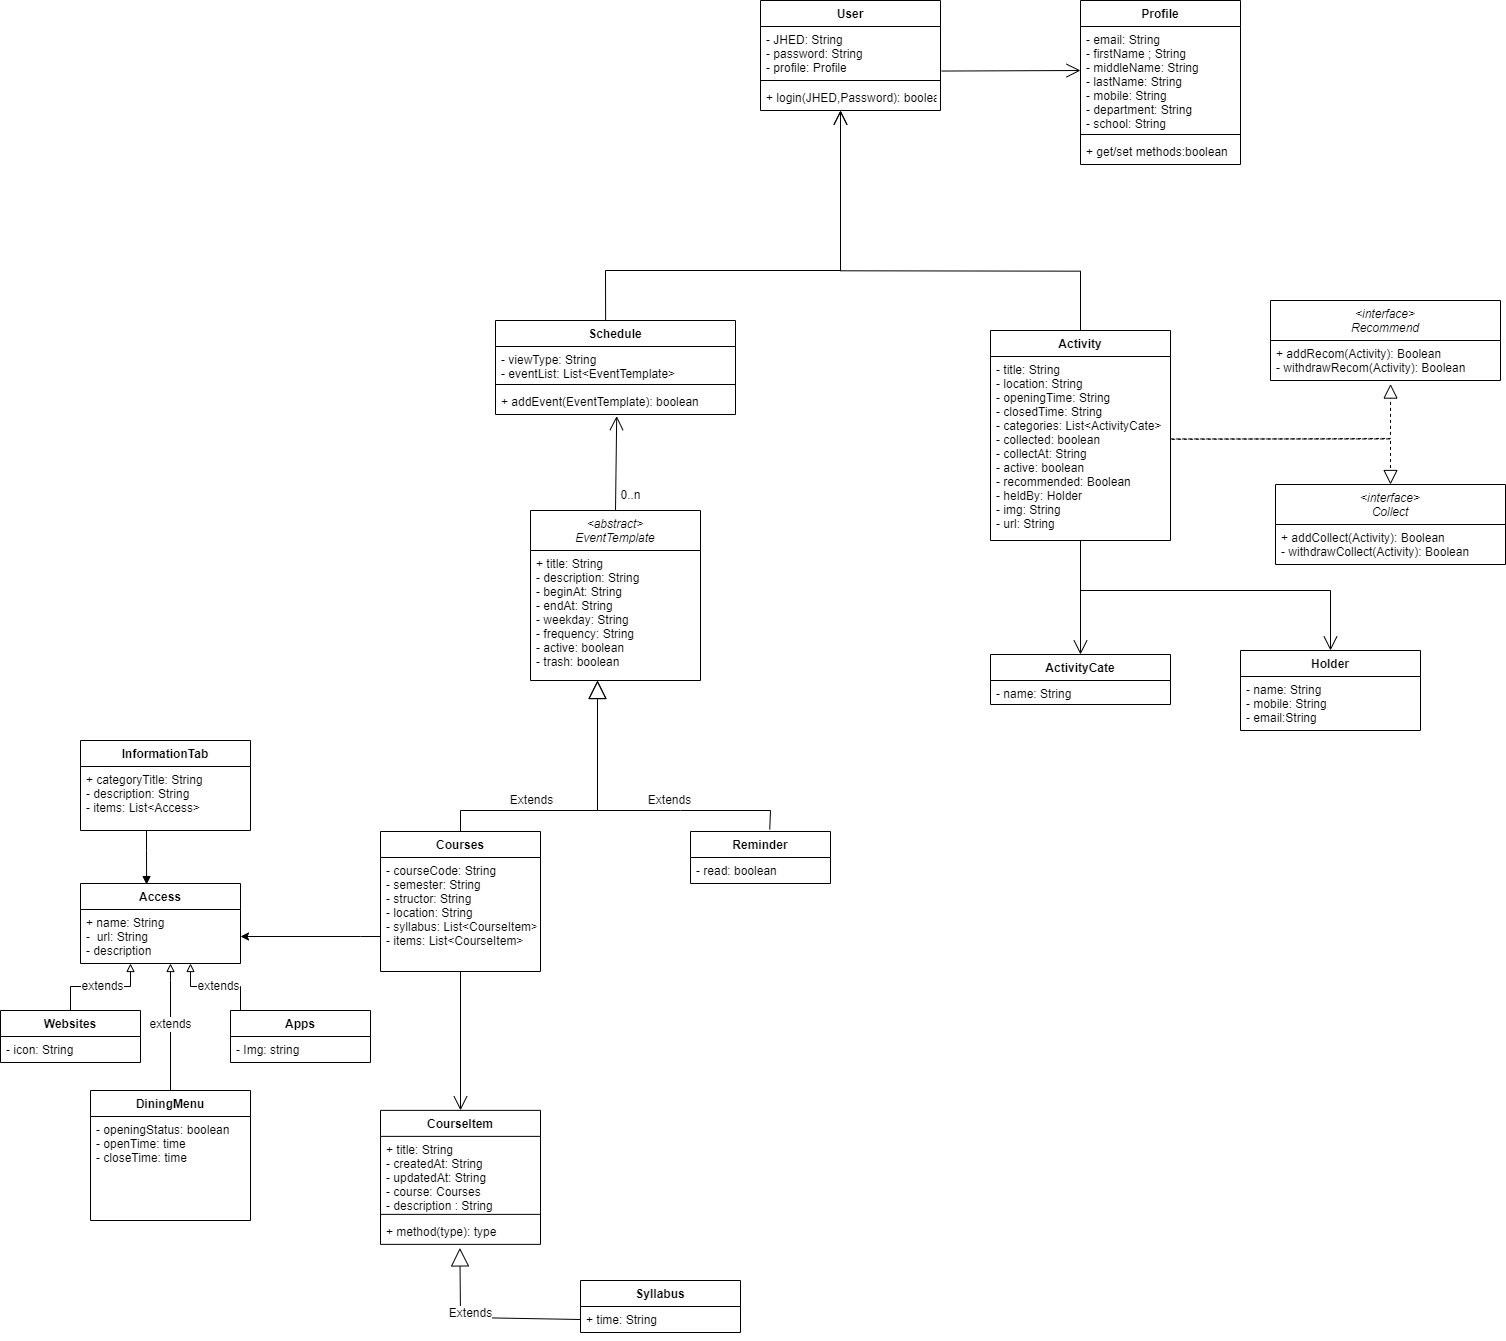 User
- JHED: String
- password: String
- profile: Profile
+ login(JHED,Password): boolea
Profile
- email: String
- firstName ; String
- middleName: String
- lastName: String
- mobile: String
- department: String
- school: String
+ get/set methods:boolean
Schedule
- viewType: String
- eventList: List<EventTemplate>
+ addEvent(EventTemplate): boolean
0..n
Activity
- title: String
- location: String
- openingTime: String
- closedTime: String
- categories: List<ActivityCate>
- collected: boolean
- collectAt: String
- active: boolean
- recommended: Boolean
- heldBy: Holder
- img: String
- url: String
<interface>
Recommend
+ addRecom(Activity): Boolean
- withdrawRecom(Activity): Boolean
<interface>
Collect
+ addCollect(Activity): Boolean
- withdrawCollect(Activity): Boolean
<abstract>
EventTemplate
+ title: String
- description: String
- beginAt: String
- endAt: String
- weekday: String
- frequency: String
- active: boolean
- trash: boolean
ActivityCate
- name: String
Holder
- name: String
- mobile: String
- email:String
InformationTab
+ categoryTitle: String
- description: String
- items: List<Access>
Extends
Extends
Courses
- courseCode: String
- semester: String
- structor: String
- location: String
- syllabus: List<CourseItem>
- items: List<CourseItem>
Reminder
- read: boolean
Access
+ name: String
-  url: String
- description
extends
extends
extends
Websites
- icon: String
Apps
- Img: string
DiningMenu
- openingStatus: boolean
- openTime: time
- closeTime: time
CourseItem
+ title: String
- createdAt: String
- updatedAt: String
- course: Courses
- description : String
+ method(type): type
Extends
Syllabus
+ time: String